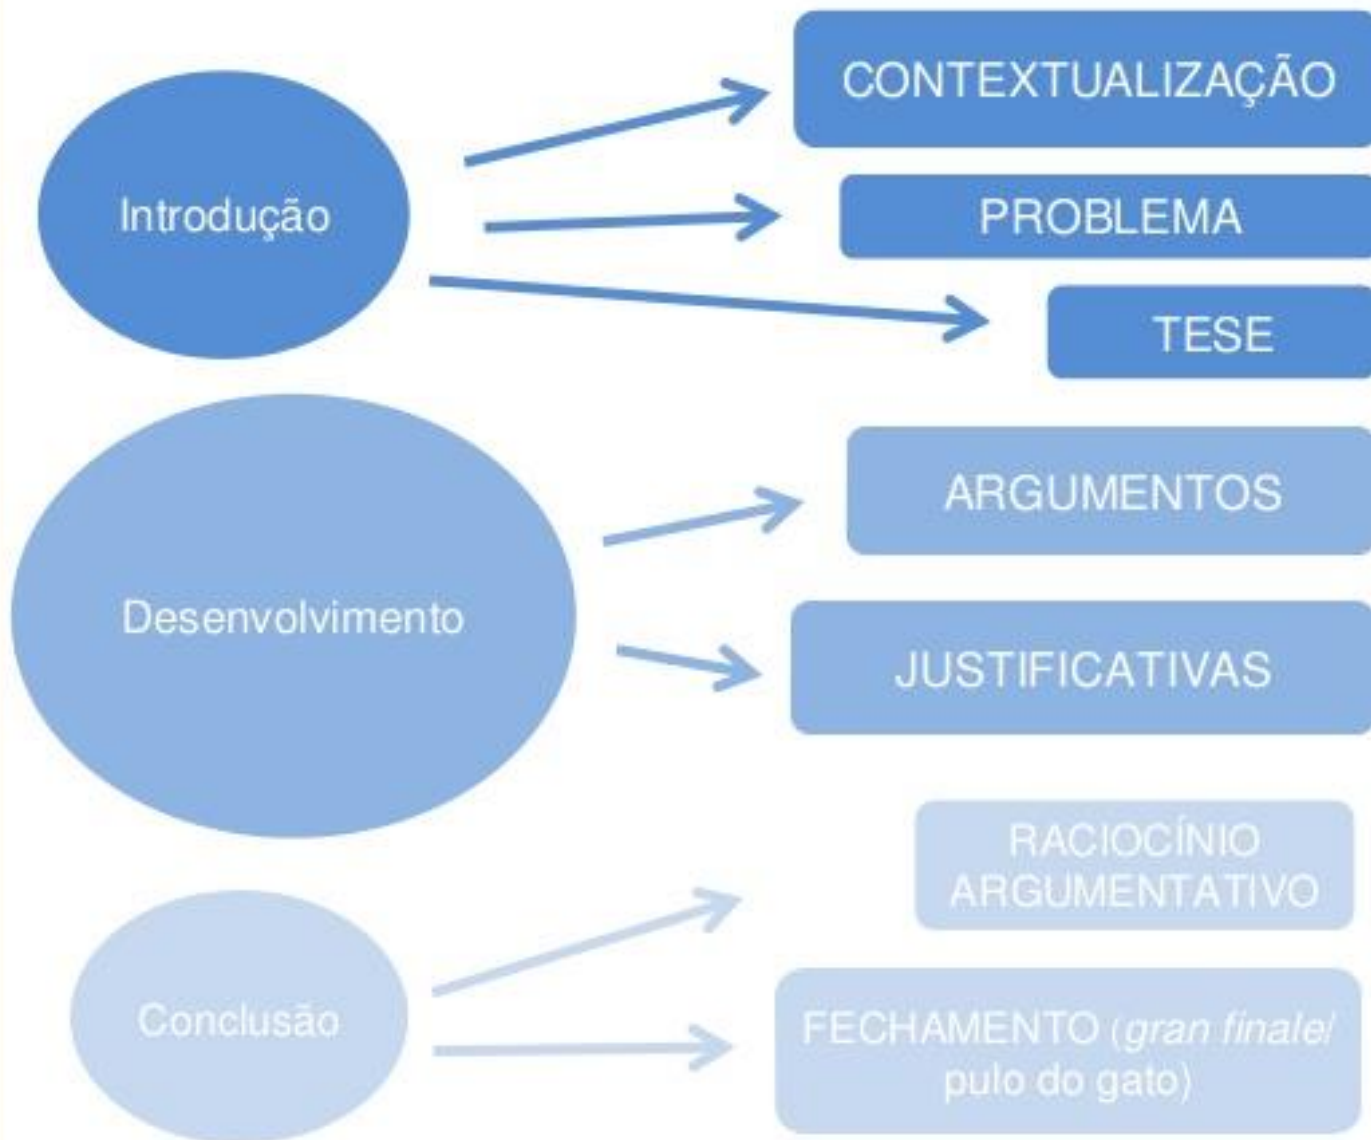 Introdução
CONTEXTUALIZAÇÃO
PROBLEMA
TESE
Desenvolvimento
ARGUMENTOS
JUSTIFICATIVAS
Conclusão
RACIOCÍNIO
ARGUMENTATIVO
FECHAMENTO (gran finale/
pulo do gato)